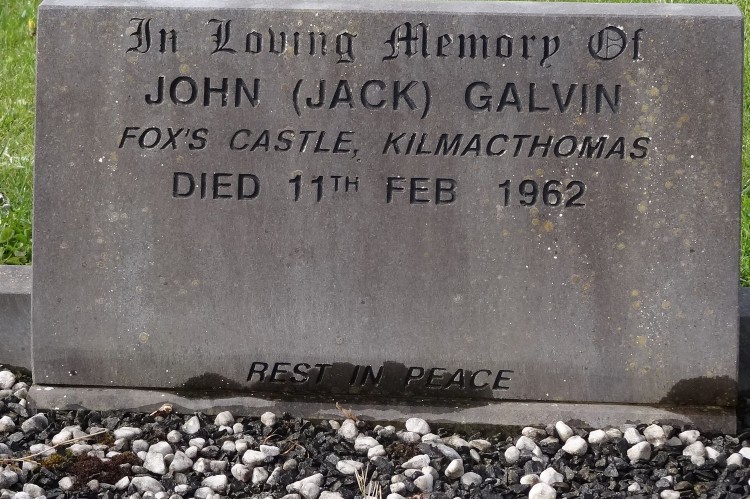 In Loving Memory Of
JOHN (JACK) GALVIN
FOX'S CASTLE, KILMACTHOMAS
DIED 11TH FEB 1962
REST IN PEACE